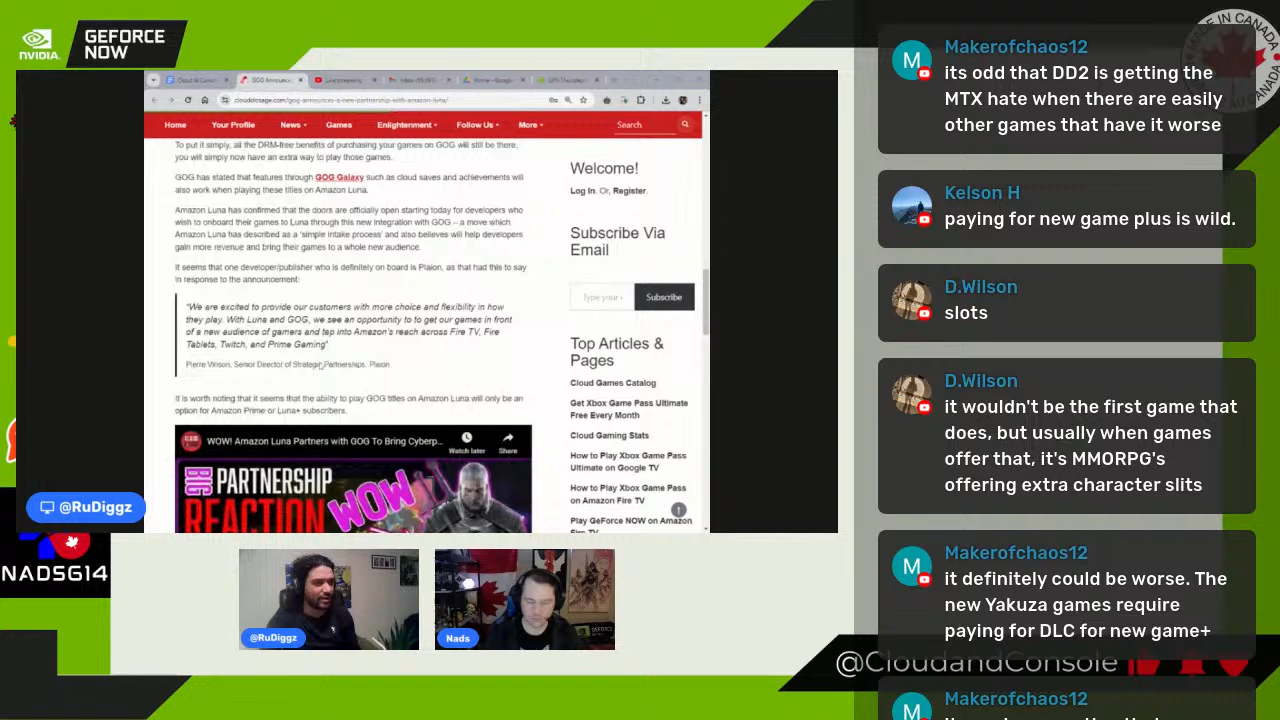 NVIDIA.
GEFORCE
NOW
clouddosage.com/gog-announces-a-new-partnership-with-amazon-luna/
Home
Your Profile
News
Games
Enlightenment
Follow Us
More
Search
To put it simply, all the DRM-free benefits of purchasing your games on GOG will still be there,
you will simply now have an extra way to play those games.
GOG has stated that features through GOG Galaxy such as cloud saves and achievements will
also work when playing these titles on Amazon Luna.
Amazon Luna has confirmed that the doors are officially open starting today for developers who
wish to onboard their games to Luna through this new integration with GOG – a move which
Amazon Luna has described as a 'simple intake process' and also believes will help developers
gain more revenue and bring their games to a whole new audience.
It seems that one developer/publisher who is definitely on board is Plaion, as that had this to say
in response to the announcement:
"We are excited to provide our customers with more choice and flexibility in how
they play. With Luna and GOG, we see an opportunity to to get our games in front
of a new audience of gamers and tap into Amazon's reach across Fire TV, Fire
Tablets, Twitch, and Prime Gaming"
Pierre Vinson, Senior Director of Strategic Partnerships, Plaion
It is worth noting that it seems that the ability to play GOG titles on Amazon Luna will only be an
option for Amazon Prime or Luna+ subscribers.
WOW! Amazon Luna Partners with GOG To Bring Cyberp...
Watch later
Share
BIG
PARTNERSHIP
REACTION
WOW
Welcome!
Log In. Or, Register.
Subscribe Via
Email
Subscribe
Top Articles &
Pages
Cloud Games Catalog
Get Xbox Game Pass Ultimate
Free Every Month
Cloud Gaming Stats
How to Play Xbox Game Pass
Ultimate on Google TV
How to Play Xbox Game Pass
on Amazon Fire TV
Play GeForce NOW on Amazon
@RuDiggz
NADS614
@RuDiggz
Nads
@CloudandConsole
Makerofchaos12
its sad that DD2 is getting the
MTX hate when there are easily
other games that have it worse
Kelson H
paying for new game plus is wild.
D.Wilson
slots
D.Wilson
it wouldn't be the first game that
does, but usually when games
offer that, it's MMORPG's
offering extra character slits
Makerofchaos12
it definitely could be worse. The
new Yakuza games require
paying for DLC for new game+
Makerofchaos12